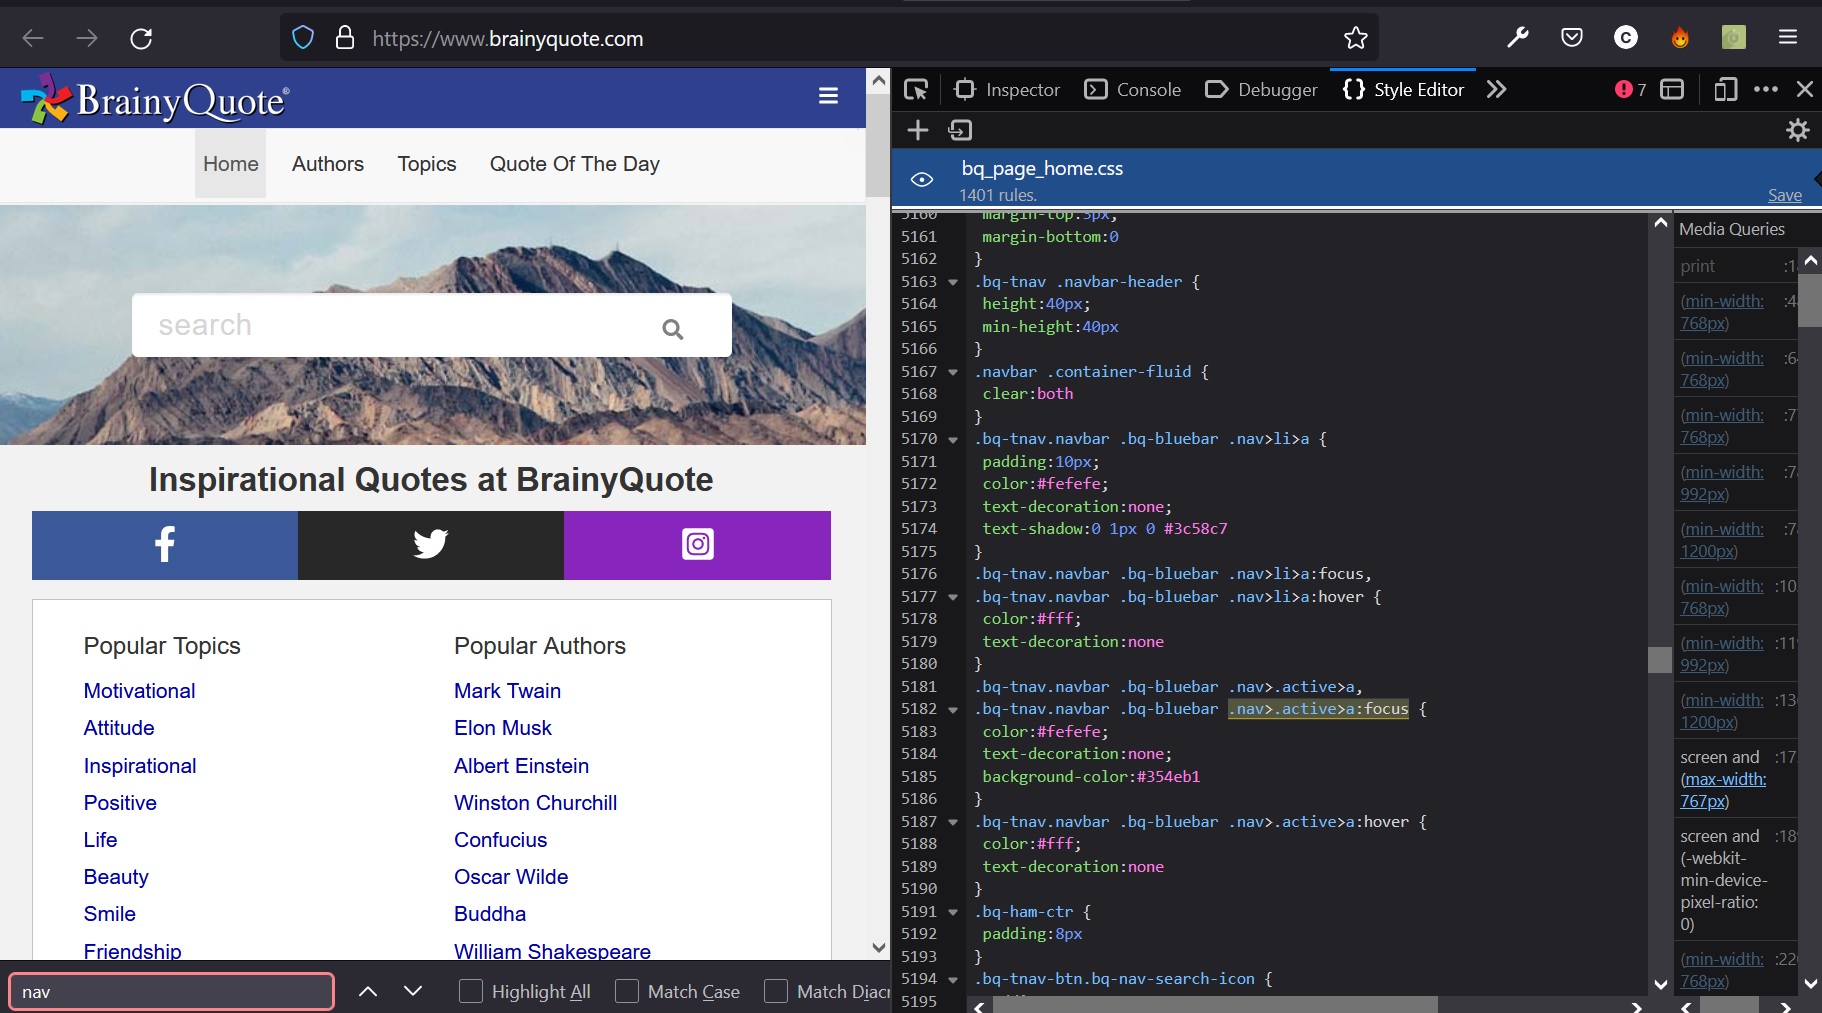 https://www.brainyquote.com
BrainyQuote®
Home Authors Topics Quote Of The Day
search
Inspirational Quotes at BrainyQuote
Popular Topics
Motivational
Attitude
Inspirational
Positive
Life
Beauty
Smile
Friendship
Popular Authors
Mark Twain
Elon Musk
Albert Einstein
Winston Churchill
Confucius
Oscar Wilde
Buddha
William Shakespeare
nav
Highlight All Match Case Match Diacr
Inspector Console Debugger {} Style Editor 7
bq_page_home.css
1401 rules. Save
5160 margin-top:3px;
5161 margin-bottom:0
5162 }
5163 .bq-tnav .navbar-header {
5164 height:40px;
5165 min-height:40px
5166 }
5167 .navbar .container-fluid {
5168 clear:both
5169 }
5170 .bq-tnav.navbar .bq-bluebar .nav>li>a {
5171 padding:10px;
5172 color:#fefefe;
5173 text-decoration:none;
5174 text-shadow:0 1px 0 #3c58c7
5175 }
5176 .bq-tnav.navbar .bq-bluebar .nav>li>a:focus,
5177 .bq-tnav.navbar .bq-bluebar .nav>li>a:hover {
5178 color:#fff;
5179 text-decoration:none
5180 }
5181 .bq-tnav.navbar .bq-bluebar .nav>.active>a,
5182 .bq-tnav.navbar .bq-bluebar .nav>.active>a:focus {
5183 color:#fefefe;
5184 text-decoration:none;
5185 background-color:#354eb1
5186 }
5187 .bq-tnav.navbar .bq-bluebar .nav>.active>a:hover {
5188 color:#fff;
5189 text-decoration:none
5190 }
5191 .bq-ham-ctr {
5192 padding:8px
5193 }
5194 .bq-tnav-btn.bq-nav-search-icon {
5195
Media Queries
print
(min-width:
768px)
(min-width:
768px)
(min-width:
768px)
(min-width:
992px)
(min-width:
1200px)
(min-width:
768px)
(min-width:
992px)
(min-width:
1200px)
screen and
(max-width:
767px)
screen and
(-webkit-
min-device-
pixel-ratio:
0)
(min-width:
768px)